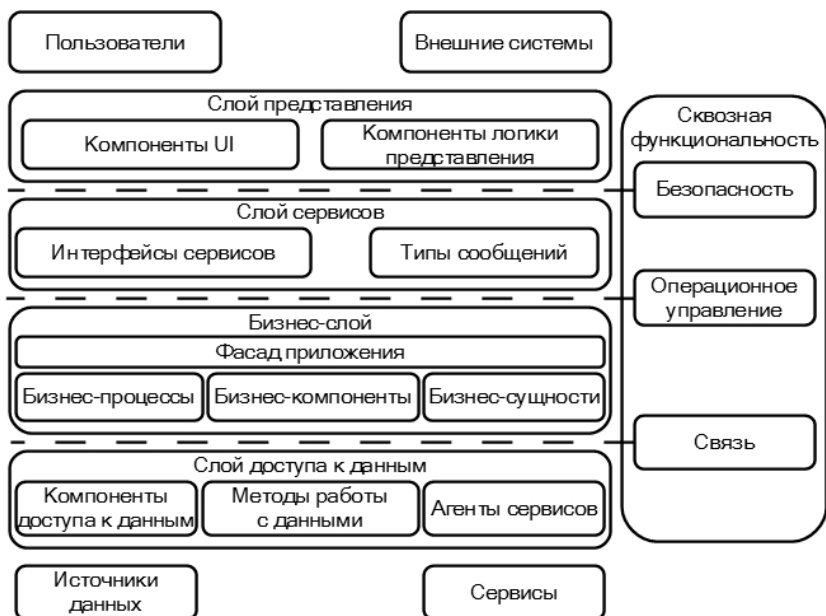 Пользователи
Внешние системы
Слой представления
Компоненты UI
Компоненты логики
представления
Слой сервисов
Интерфейсы сервисов
Типы сообщений
Бизнес-слой
Фасад приложения
Бизнес-процессы
Бизнес-компоненты
Бизнес-сущности
Слой доступа к данным
Компоненты
доступа к данным
Методы работы
с данными
Агенты сервисов
Источники
данных
Сервисы
Сквозная
функциональность
Безопасность
Операционное
управление
Связь